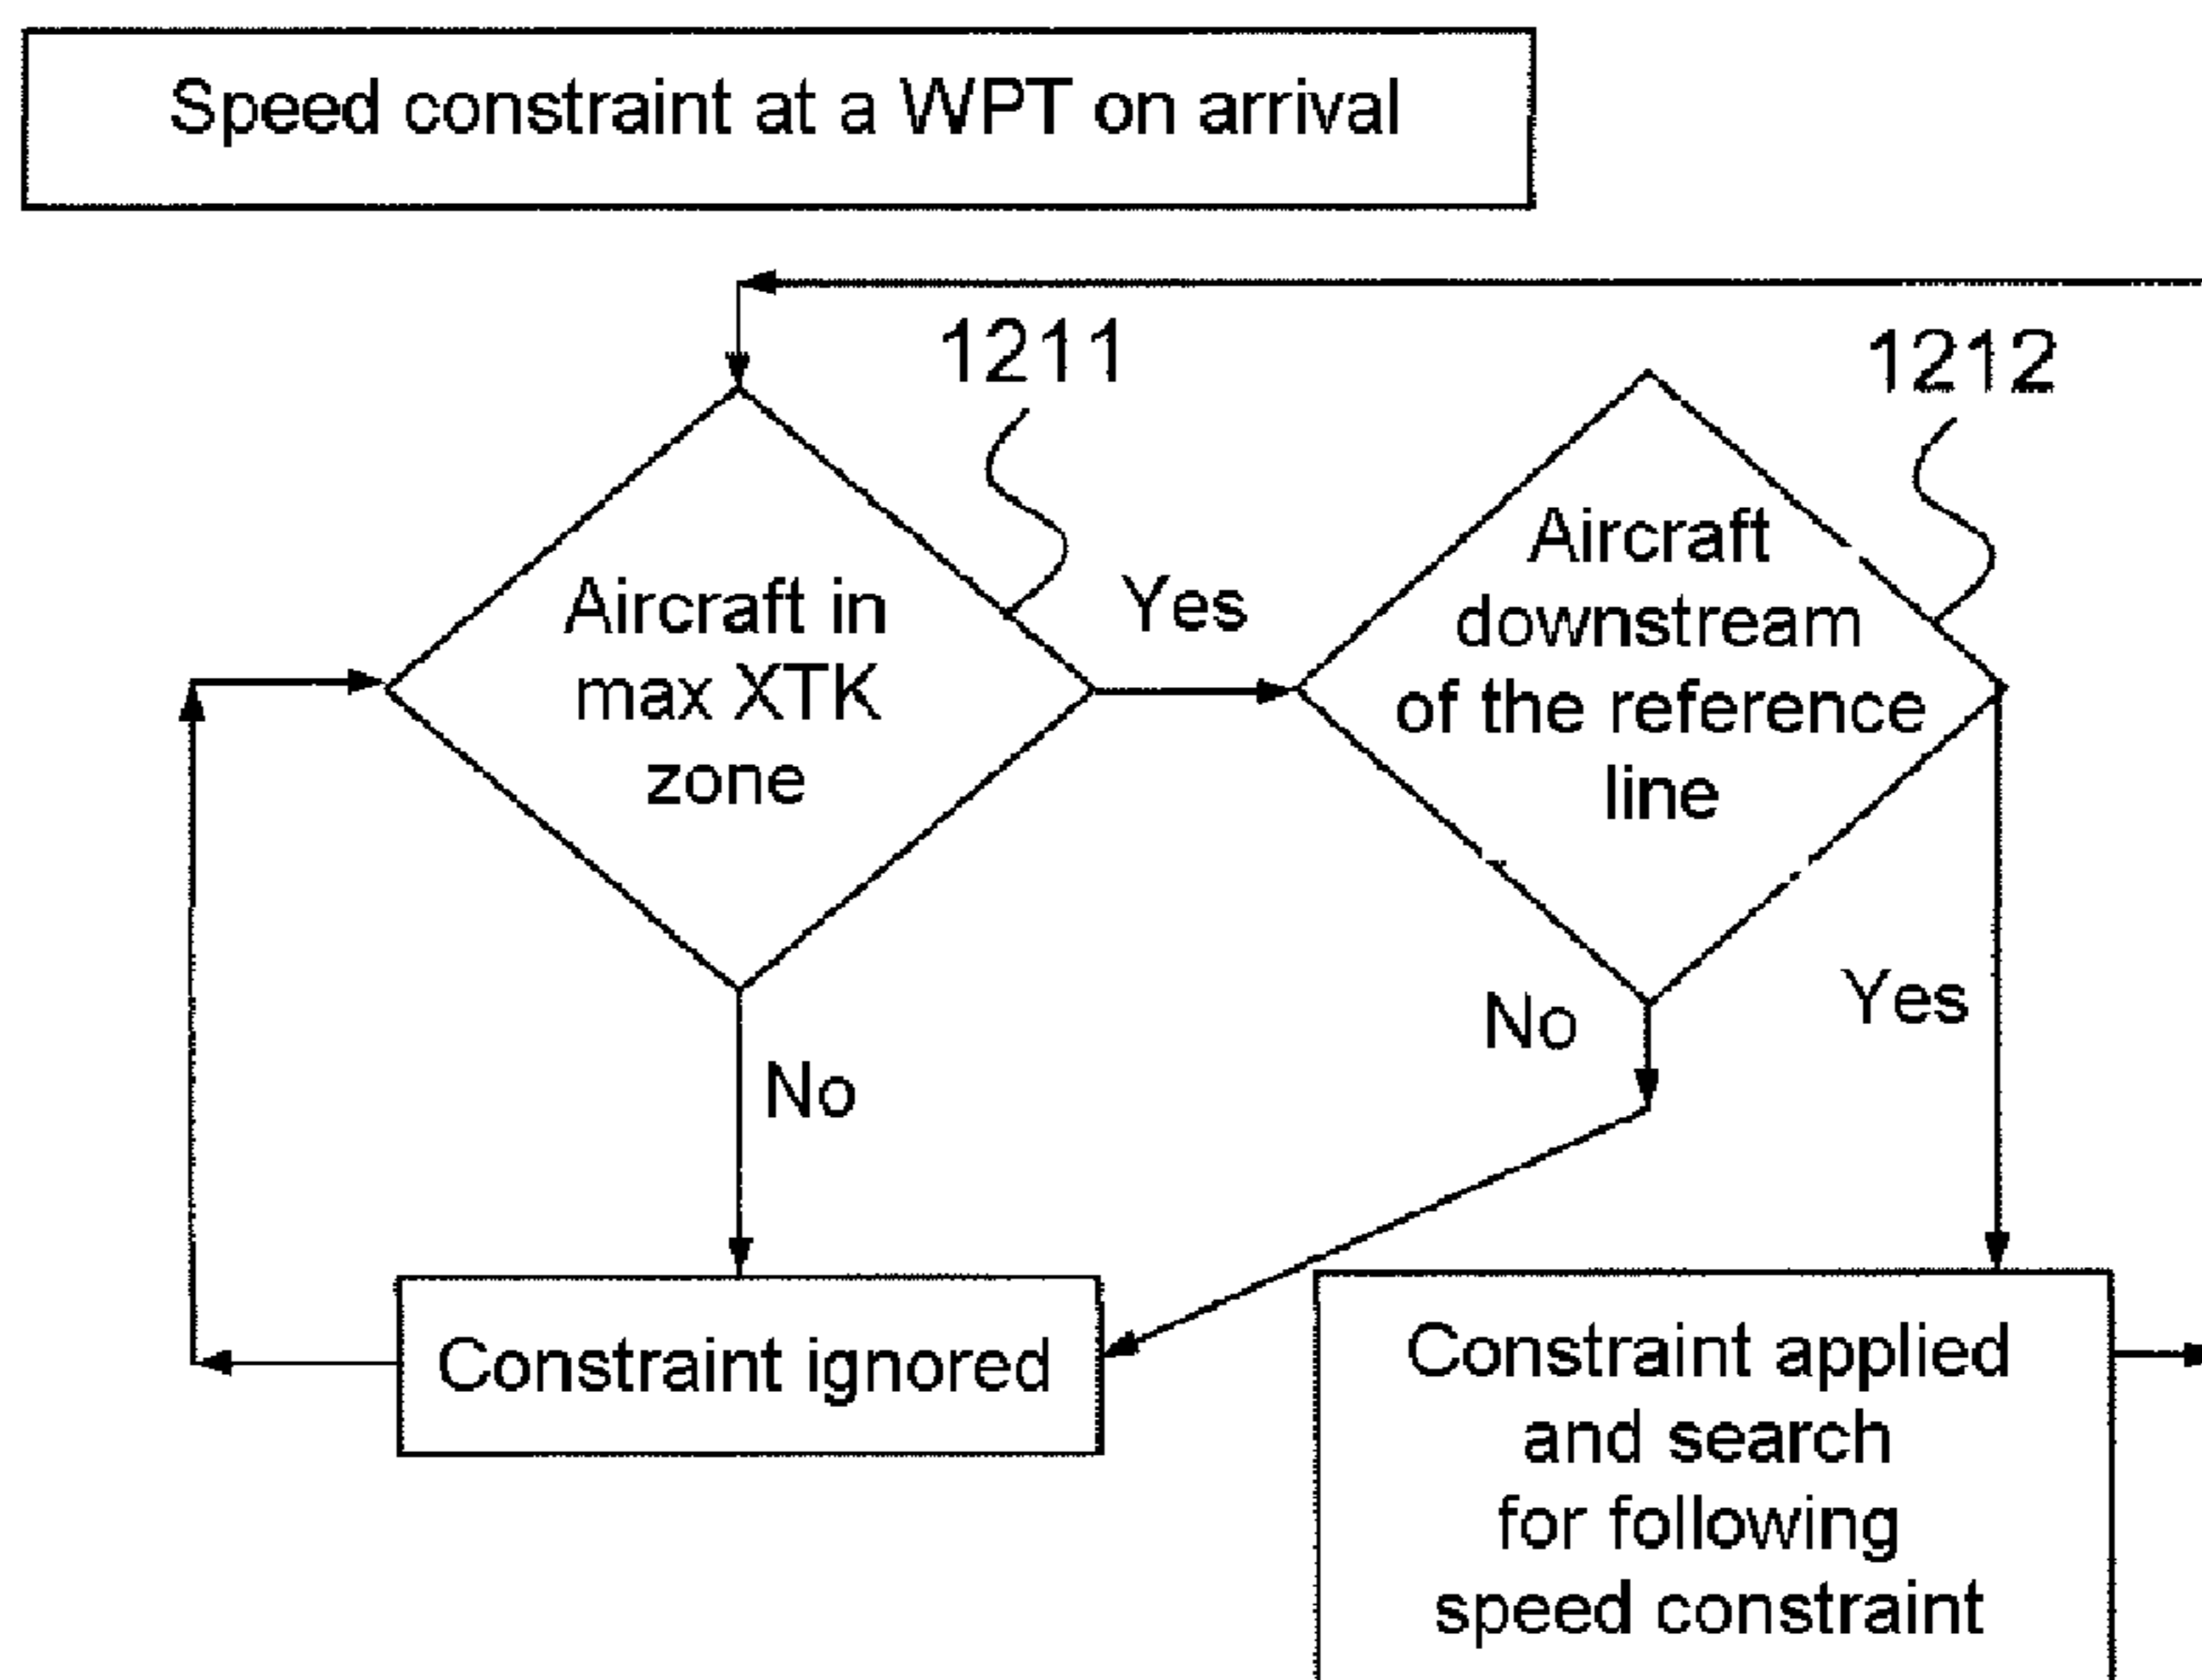 Speed constraint at a WPT on arrival
1211
1212
Aircraft in
max XTK
zone
Yes
Aircraft
downstream
of the reference
line
No
No
Yes
Constraint ignored
Constraint applied
and search
for following
speed constraint